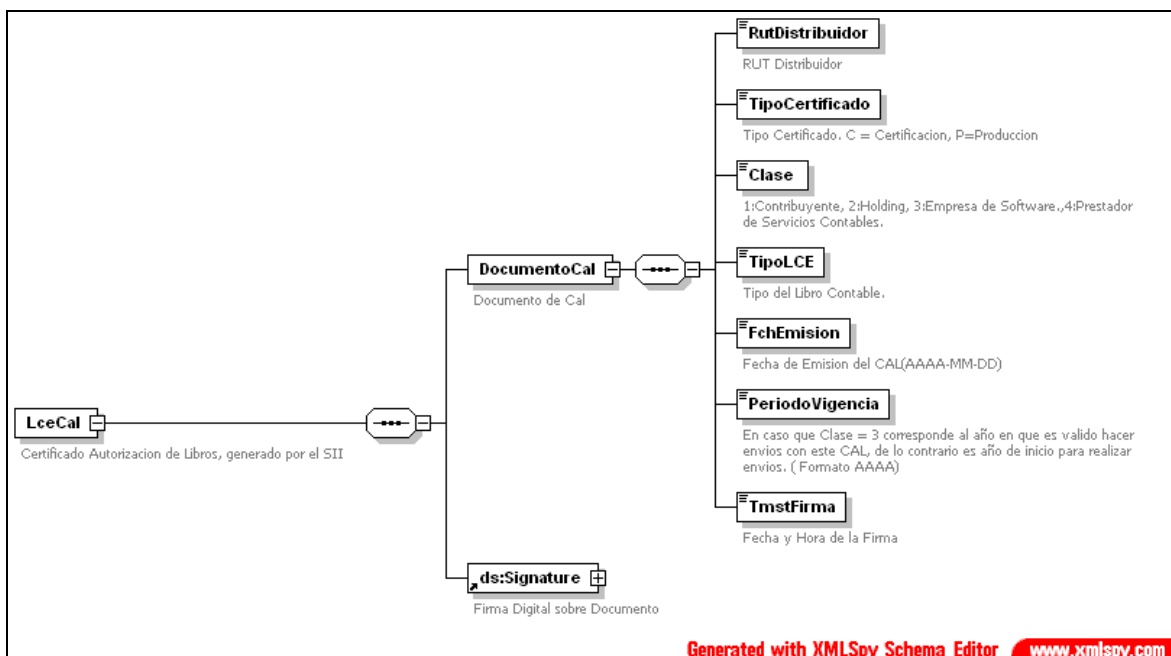 RutDistribuidor
RUT Distribuidor
TipoCertificado
Tipo Certificado. C = Certificacion, P=Produccion
Clase
1:Contribuyente, 2:Holding, 3:Empresa de Software.,4:Prestador
de Servicios Contables.
DocumentoCal
Documento de Cal
TipoLCE
Tipo del Libro Contable.
FchEmision
Fecha de Emision del CAL(AAAA-MM-DD)
LceCal
Certificado Autorizacion de Libros, generado por el SII
PeriodoVigencia
En caso que Clase = 3 corresponde al año en que es valido hacer
envios con este CAL, de lo contrario es año de inicio para realizar
envios. ( Formato AAAA)
TmstFirma
Fecha y Hora de la Firma
ds:Signature
Firma Digital sobre Documento
Generated with XMLSpy Schema Editor www.xmlspy.com